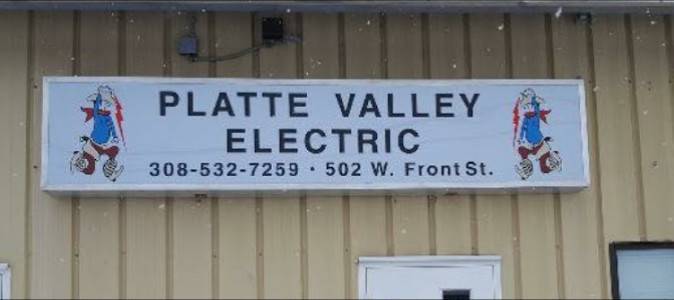 PLATTE VALLEY
ELECTRIC
308-532-7259 · 502 W. Front St.